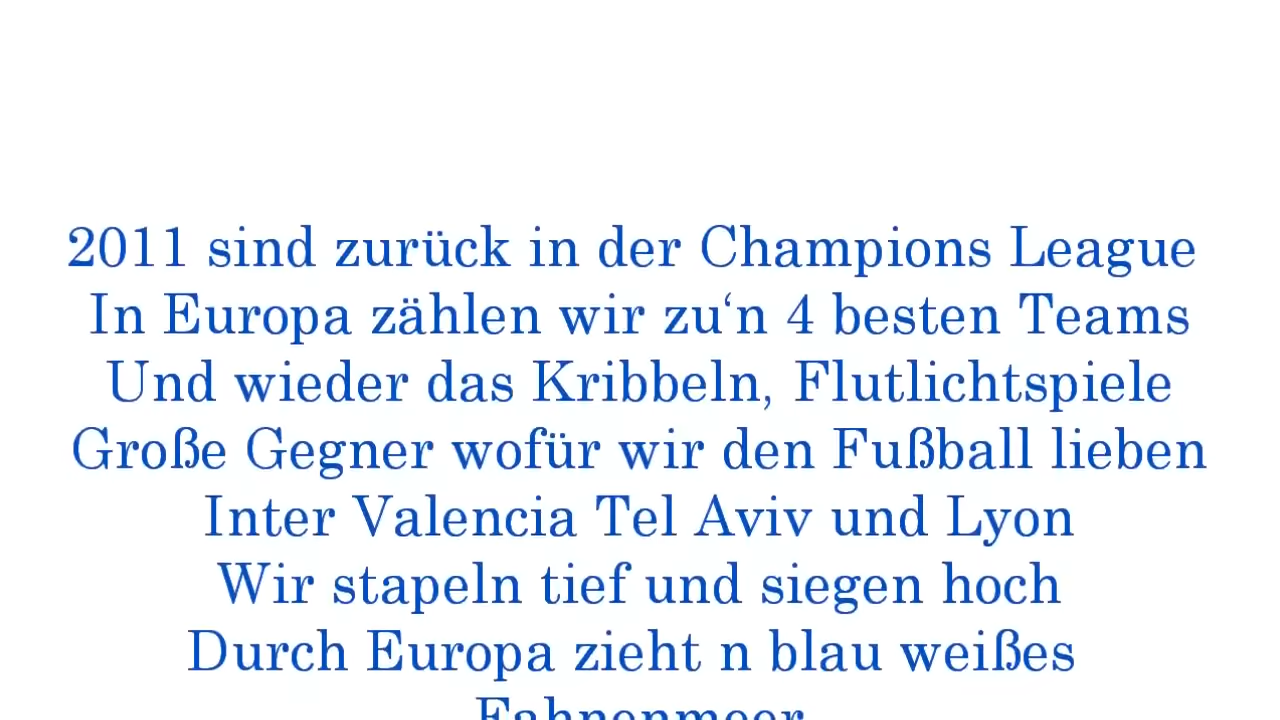 2011 sind zurück in der Champions League
In Europa zählen wir zu‘n 4 besten Teams
Und wieder das Kribbeln, Flutlichtspiele
Große Gegner wofür wir den Fußball lieben
Inter Valencia Tel Aviv und Lyon
Wir stapeln tief und siegen hoch
Durch Europa zieht n blau weißes
Fahnenmeer